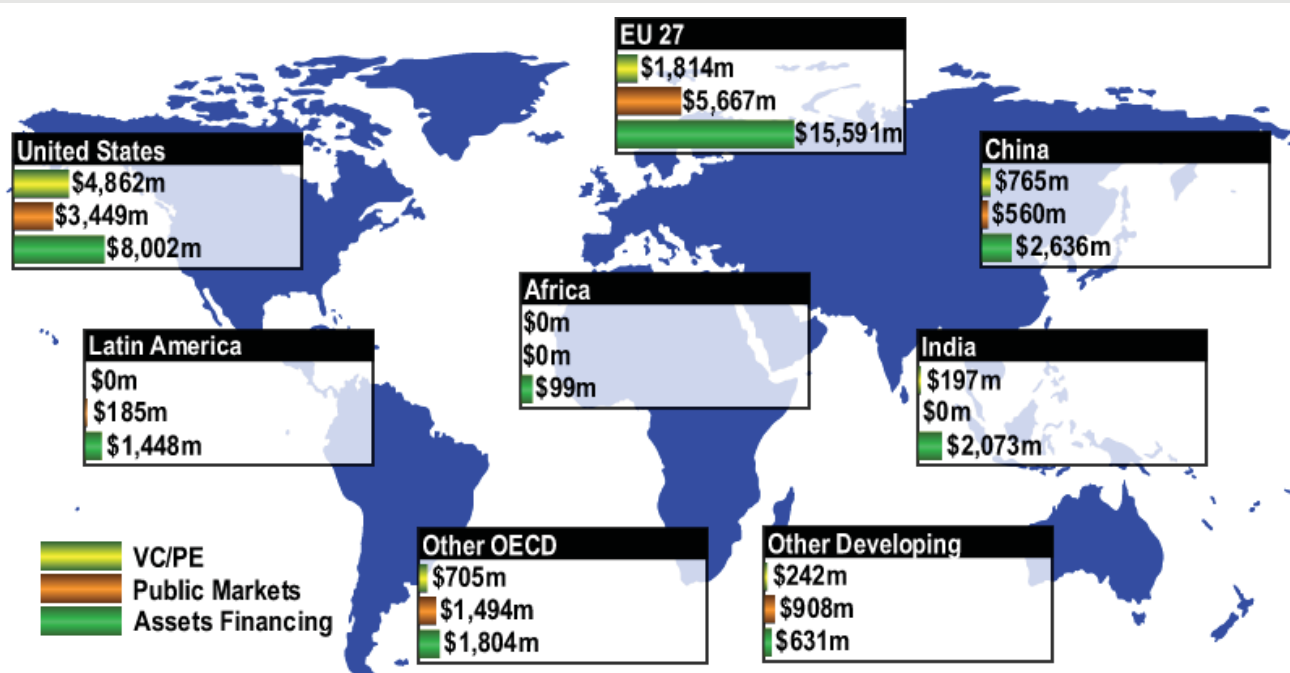 EU 27
$1,814m
$5,667m
$15,591m
United States
$4,862m
$3,449m
$8,002m
China
$765m
$560m
$2,636m
Africa
$0m
$0m
$99m
Latin America
$0m
$185m
$1,448m
India
$197m
$0m
$2,073m
Other OECD
$705m
$1,494m
$1,804m
Other Developing
$242m
$908m
$631m
VC/PE
Public Markets
Assets Financing